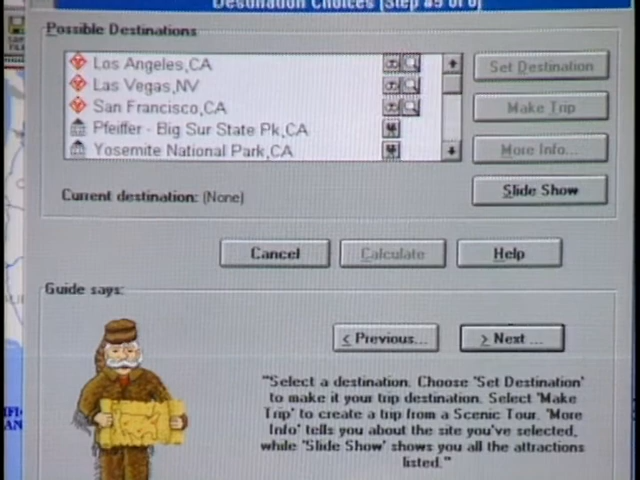 Destination Choices (Step #5 of 6)
Possible Destinations
Los Angeles,CA
Las Vegas,NV
San Francisco,CA
Pfeiffer - Big Sur State Pk,CA
Yosemite National Park,CA
Set Destination
Make Trip
More Info...
Slide Show
Current destination: (None)
Cancel
Calculate
Help
Guide says:
< Previous...
> Next ...
"Select a destination. Choose 'Set Destination'
to make it your trip destination. Select 'Make
Trip' to create a trip from a Scenic Tour. 'More
Info' tells you about the site you've selected,
while 'Slide Show' shows you all the attractions
listed."